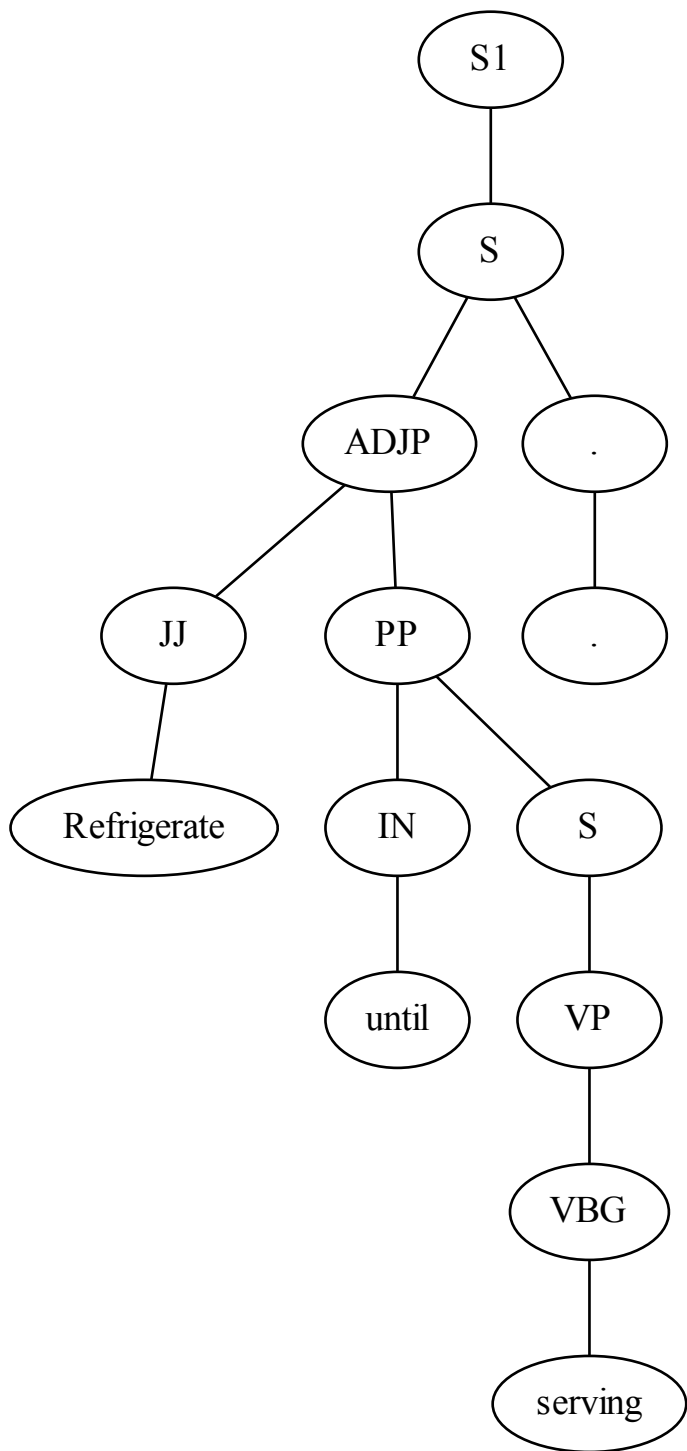 S1
S
ADJP .
JJ PP .
Refrigerate IN S
until VP
VBG
serving